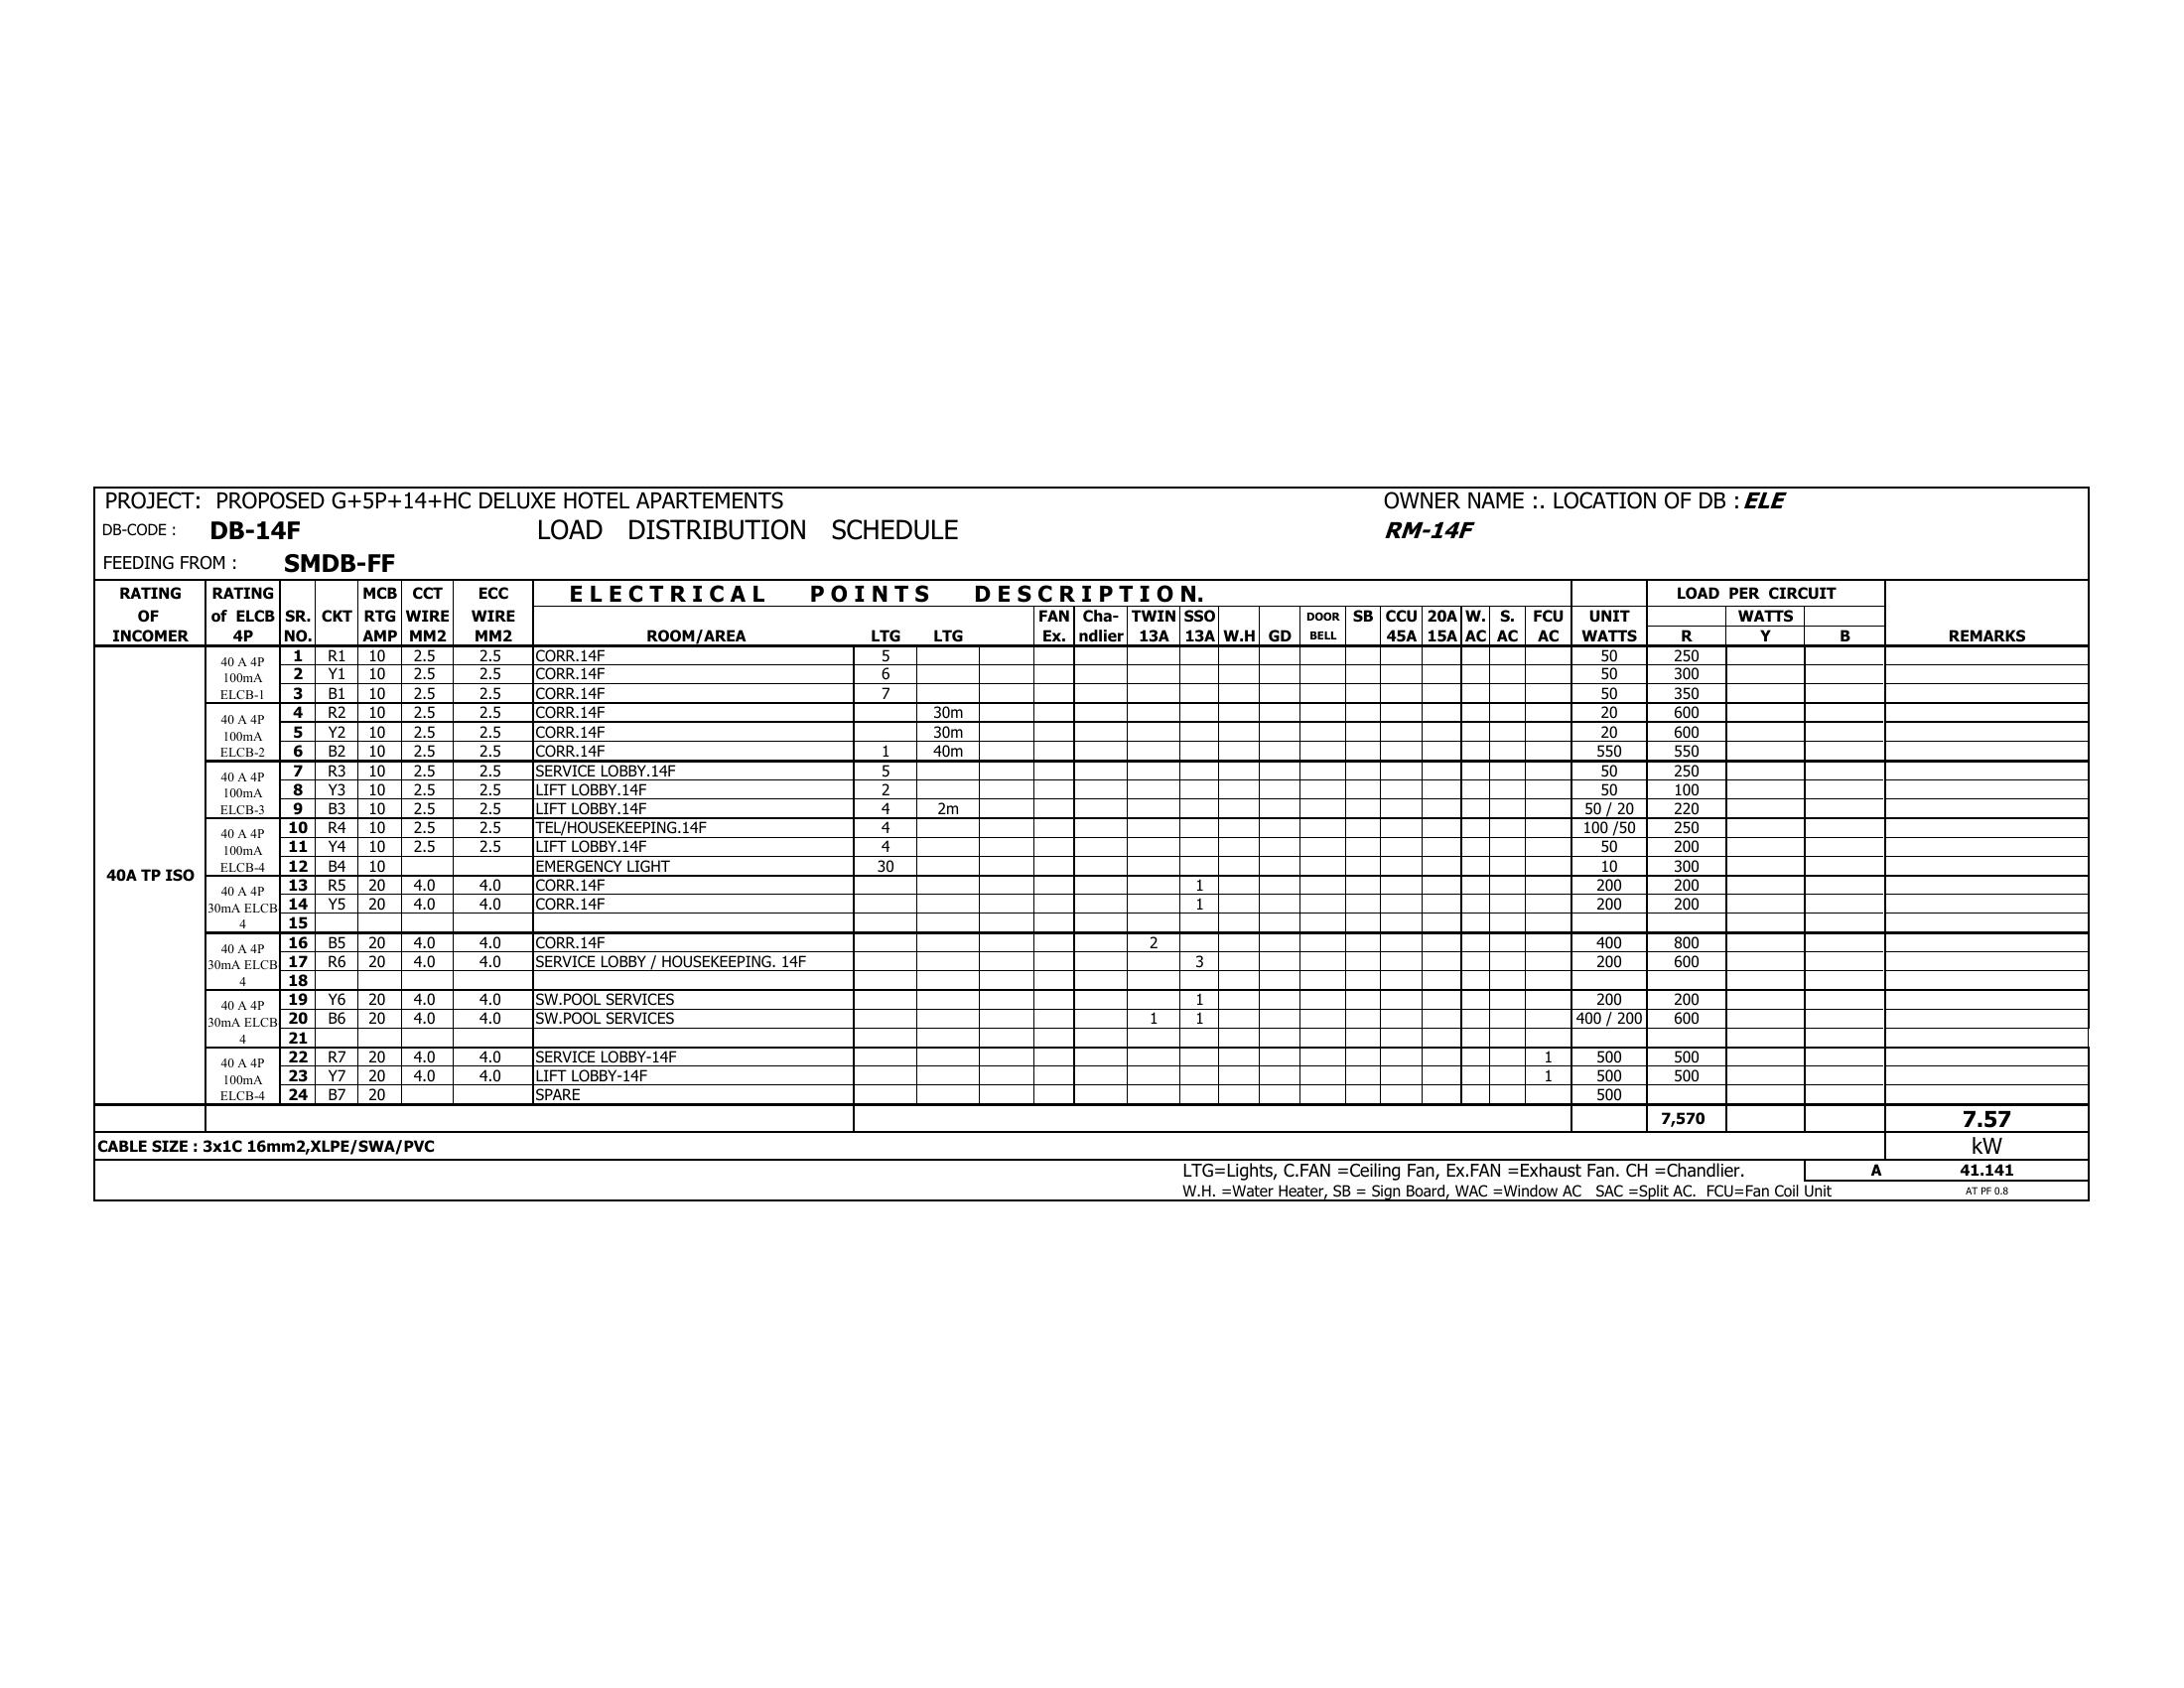 PROJECT: PROPOSED G+5P+14+HC DELUXE HOTEL APARTEMENTS OWNER NAME :. LOCATION OF DB : ELE
DB-CODE : DB-14F LOAD DISTRIBUTION SCHEDULE RM-14F
FEEDING FROM : SMDB-FF
RATING RATING MCB CCT ECC ELECTRICAL POINTS DESCRIPTION. LOAD PER CIRCUIT
OF of ELCB SR. CKT RTG WIRE WIRE FAN Cha- TWIN SSO DOOR SB CCU 20A W. S. FCU UNIT WATTS
INCOMER 4P NO. AMP MM2 MM2 ROOM/AREA LTG LTG Ex. ndlier 13A 13A W.H GD BELL 45A 15A AC AC AC WATTS R Y B REMARKS
40 A 4P 1 R1 10 2.5 2.5 CORR.14F 5 50 250
100mA 2 Y1 10 2.5 2.5 CORR.14F 6 50 300
ELCB-1 3 B1 10 2.5 2.5 CORR.14F 7 50 350
40 A 4P 4 R2 10 2.5 2.5 CORR.14F 30m 20 600
100mA 5 Y2 10 2.5 2.5 CORR.14F 30m 20 600
ELCB-2 6 B2 10 2.5 2.5 CORR.14F 1 40m 550 550
40 A 4P 7 R3 10 2.5 2.5 SERVICE LOBBY.14F 5 50 250
100mA 8 Y3 10 2.5 2.5 LIFT LOBBY.14F 2 50 100
ELCB-3 9 B3 10 2.5 2.5 LIFT LOBBY.14F 4 2m 50 / 20 220
40 A 4P 10 R4 10 2.5 2.5 TEL/HOUSEKEEPING.14F 4 100 /50 250
100mA 11 Y4 10 2.5 2.5 LIFT LOBBY.14F 4 50 200
40A TP ISO ELCB-4 12 B4 10 EMERGENCY LIGHT 30 10 300
40 A 4P 13 R5 20 4.0 4.0 CORR.14F 1 200 200
30mA ELCB 14 Y5 20 4.0 4.0 CORR.14F 1 200 200
4 15
40 A 4P 16 B5 20 4.0 4.0 CORR.14F 2 400 800
30mA ELCB 17 R6 20 4.0 4.0 SERVICE LOBBY / HOUSEKEEPING. 14F 3 200 600
4 18
40 A 4P 19 Y6 20 4.0 4.0 SW.POOL SERVICES 1 200 200
30mA ELCB 20 B6 20 4.0 4.0 SW.POOL SERVICES 1 1 400 / 200 600
4 21
40 A 4P 22 R7 20 4.0 4.0 SERVICE LOBBY-14F 1 500 500
100mA 23 Y7 20 4.0 4.0 LIFT LOBBY-14F 1 500 500
ELCB-4 24 B7 20 SPARE 500
7,570 7.57
CABLE SIZE : 3x1C 16mm2,XLPE/SWA/PVC kW
LTG=Lights, C.FAN =Ceiling Fan, Ex.FAN =Exhaust Fan. CH =Chandlier. A 41.141
W.H. =Water Heater, SB = Sign Board, WAC =Window AC SAC =Split AC. FCU=Fan Coil Unit AT PF 0.8